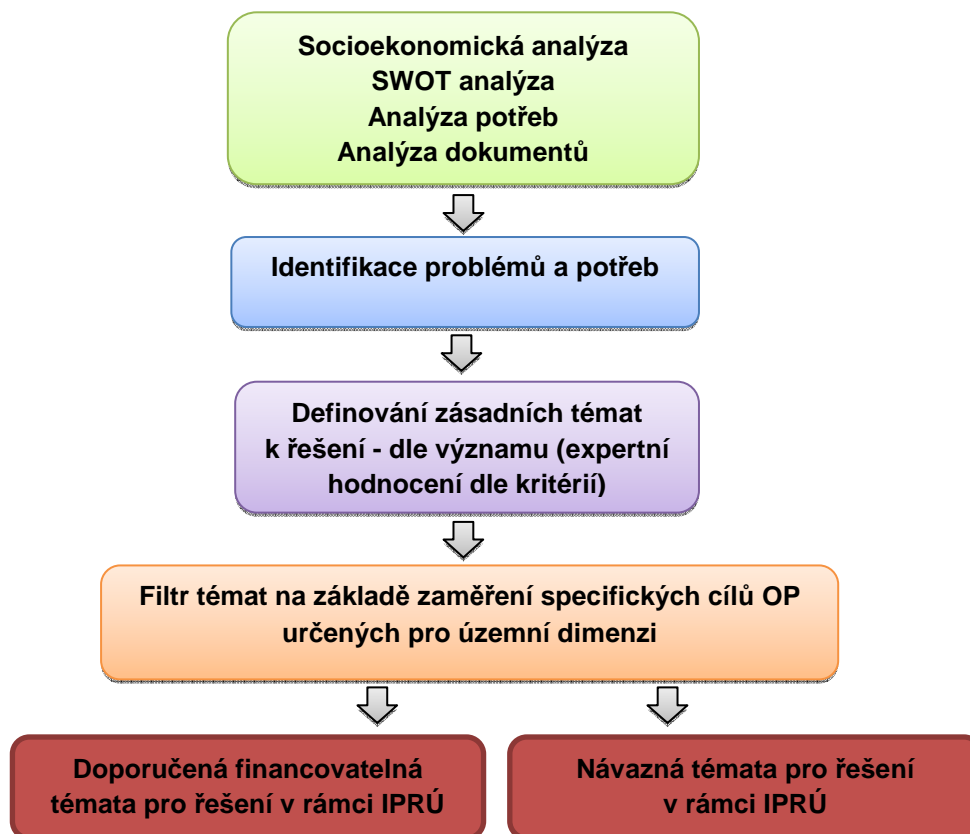 Socioekonomická analýza
SWOT analýza
Analýza potřeb
Analýza dokumentů
Identifikace problémů a potřeb
Definování zásadních témat
k řešení - dle významu (expertní
hodnocení dle kritérií)
Filtr témat na základě zaměření specifických cílů OP
určených pro územní dimenzi
Doporučená financovatelná
témata pro řešení v rámci IPRÚ
Návazná témata pro řešení
v rámci IPRÚ